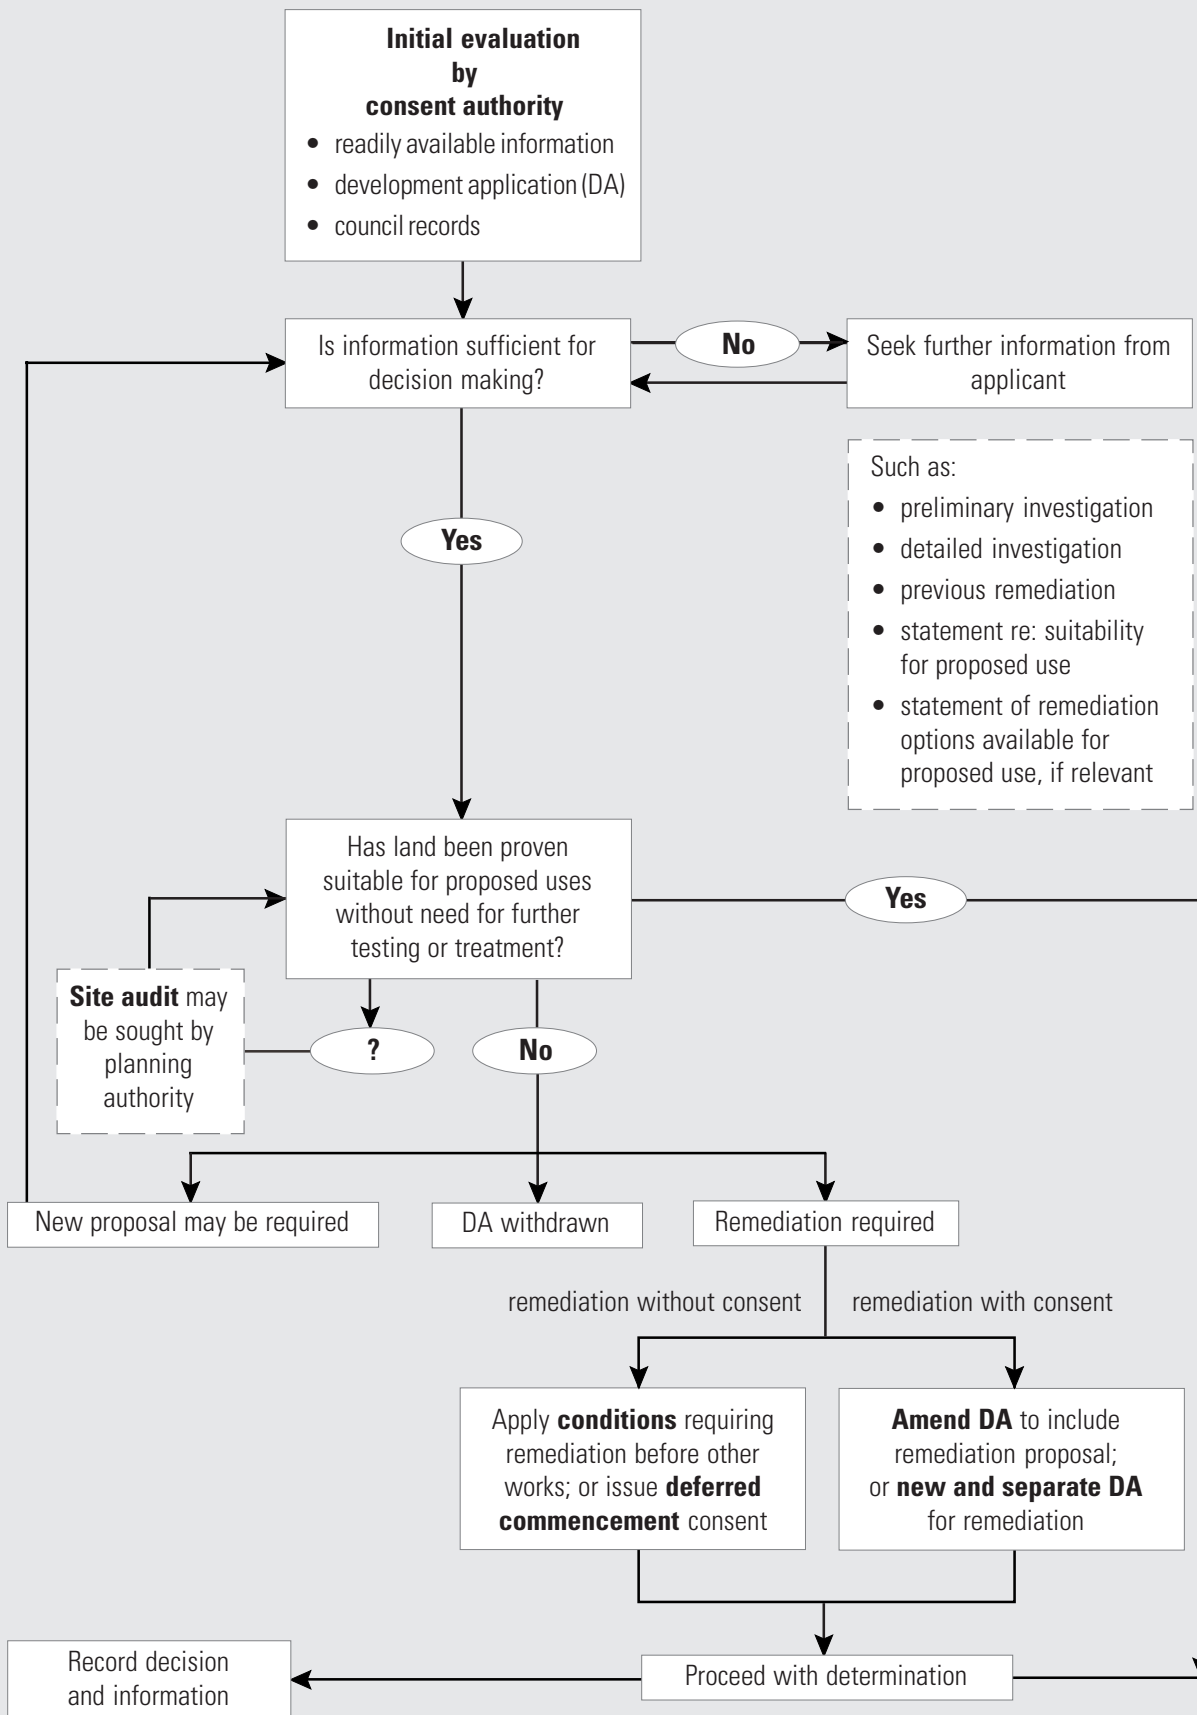 Initial evaluation
by
consent authority
• readily available information
• development application (DA)
• council records
Is information sufficient for
decision making?
No
Seek further information from
applicant
Such as:
• preliminary investigation
• detailed investigation
• previous remediation
• statement re: suitability
for proposed use
• statement of remediation
options available for
proposed use, if relevant
Yes
Has land been proven
suitable for proposed uses
without need for further
testing or treatment?
Yes
Site audit may
be sought by
planning
authority
?
No
New proposal may be required
DA withdrawn
Remediation required
remediation without consent
remediation with consent
Apply conditions requiring
remediation before other
works; or issue deferred
commencement consent
Amend DA to include
remediation proposal;
or new and separate DA
for remediation
Record decision
and information
Proceed with determination